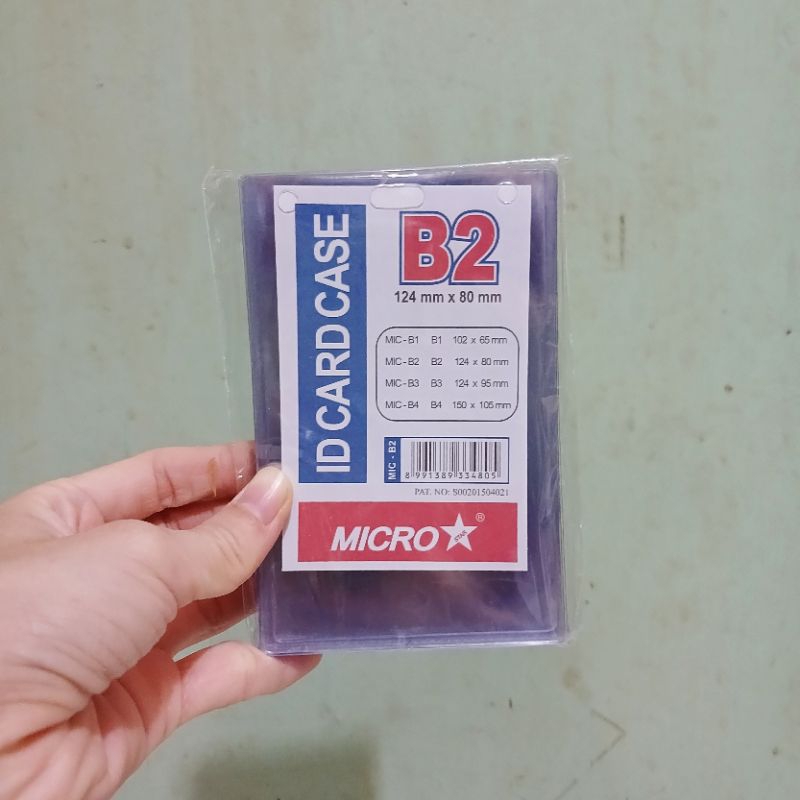 ID CARD CASE
B2
124 mm x 80 mm
MIC-B1 B1 102 x 65 mm
MIC-B2 B2 124 x 80 mm
MIC-B3 B3 124 x 95 mm
MIC-B4 B4 150 x 105 mm
MIC - B2
8 991389 334805
PAT. NO: S00201504021
MICRO STAR ®